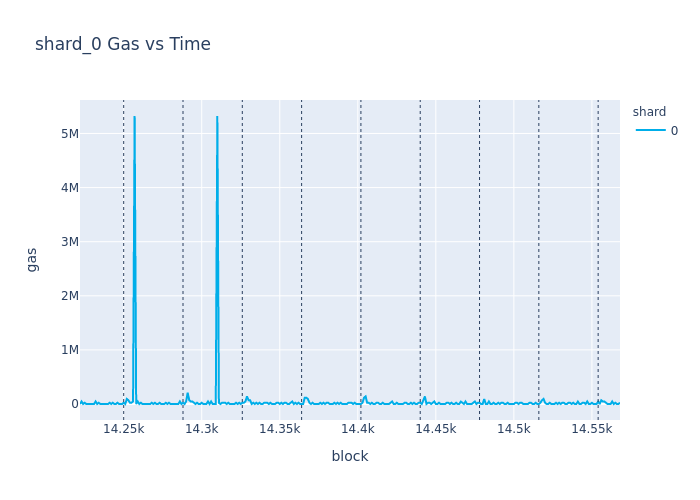 shard_0 Gas vs Time
shard
0
5M
4M
3M
2M
1M
0
gas
14.25k
14.3k
14.35k
14.4k
14.45k
14.5k
14.55k
block